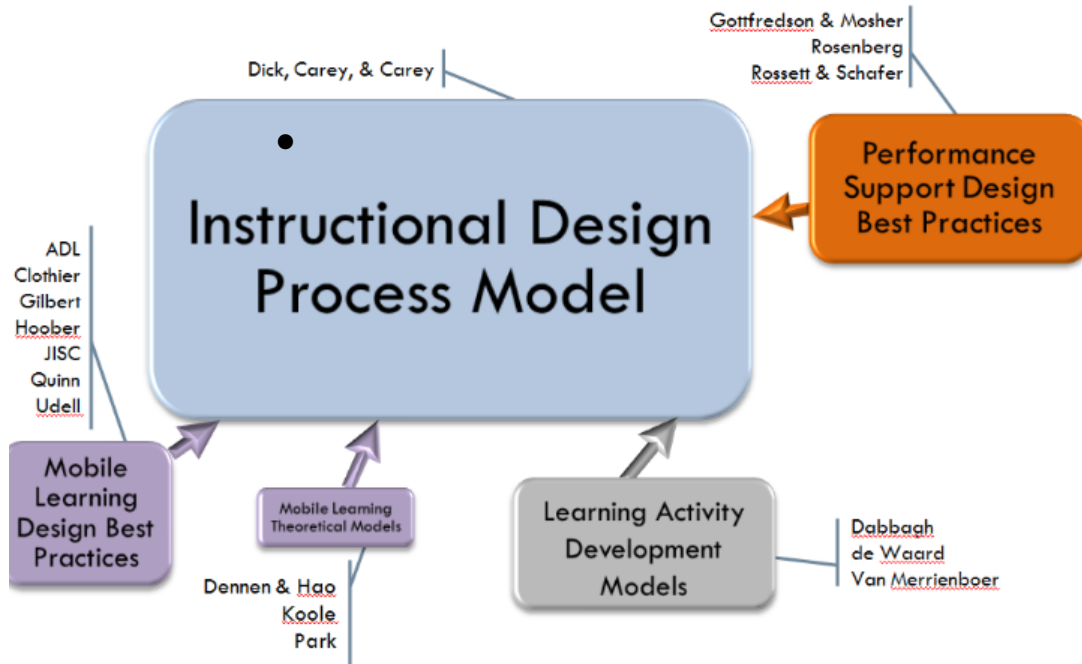 Gottfredson & Mosher
Rosenberg
Rossett & Schafer
Dick, Carey, & Carey
Performance
Support Design
Best Practices
Instructional Design
Process Model
ADL
Clothier
Gilbert
Hoober
JISC
Quinn
Udell
Mobile
Learning
Design Best
Practices
Mobile Learning
Theoretical Models
Dennen & Hao
Koole
Park
Learning Activity
Development
Models
Dabbagh
de Waard
Van Merrienboer